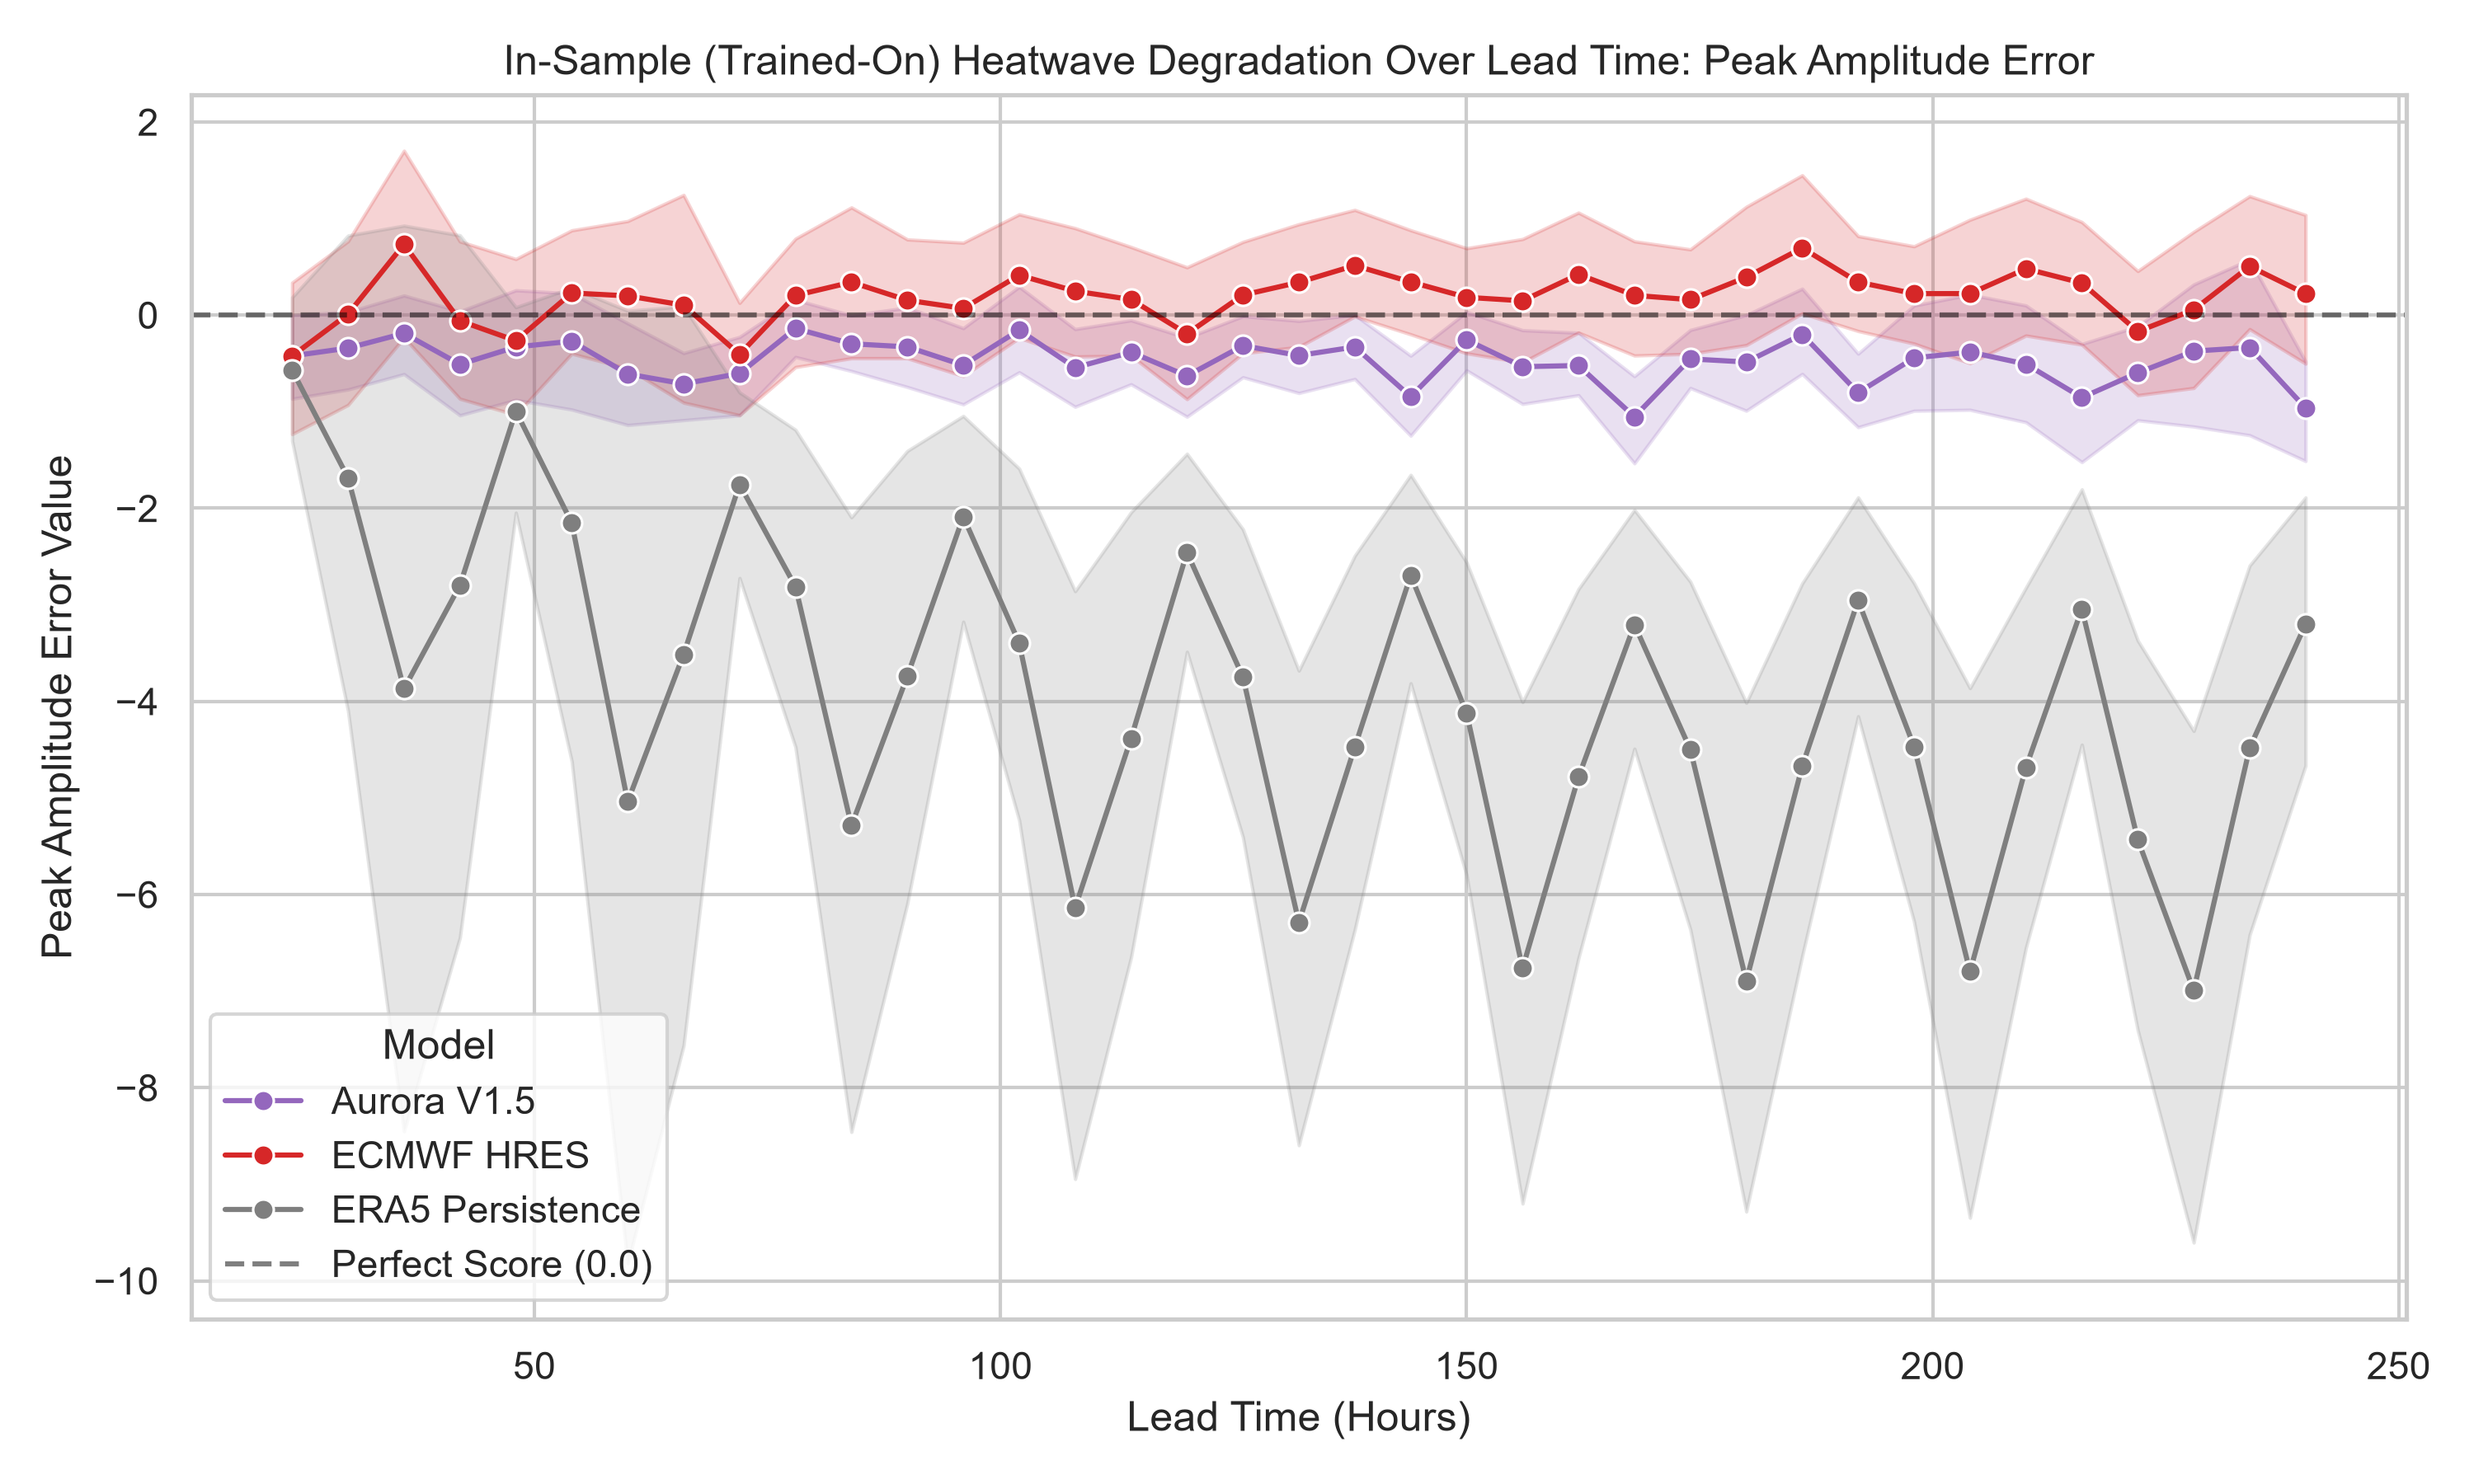 In-Sample (Trained-On) Heatwave Degradation Over Lead Time: Peak Amplitude Error
Peak Amplitude Error Value
2
0
−2
−4
−6
−8
−10
Model
Aurora V1.5
ECMWF HRES
ERA5 Persistence
Perfect Score (0.0)
50
100
150
200
250
Lead Time (Hours)